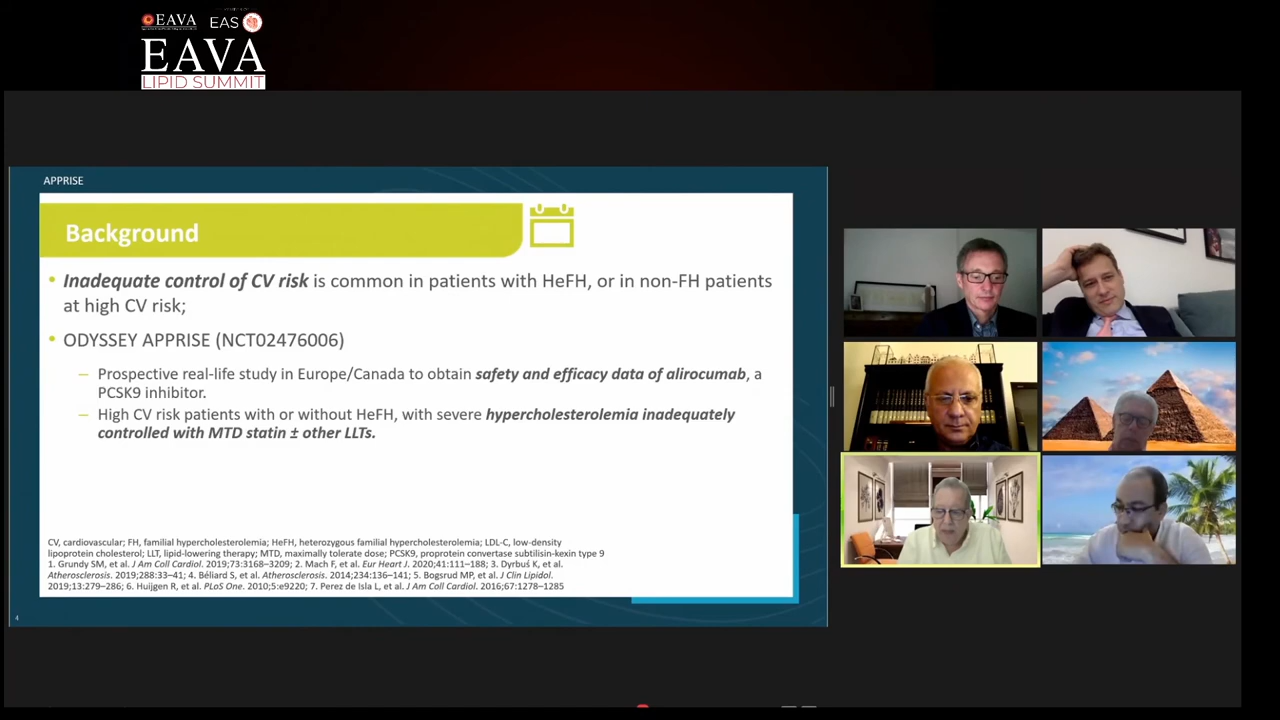 EAVA
EAS
EAVA
LIPID SUMMIT
APPRISE
Background
• Inadequate control of CV risk is common in patients with HeFH, or in non-FH patients
at high CV risk;
• ODYSSEY APPRISE (NCT02476006)
– Prospective real-life study in Europe/Canada to obtain safety and efficacy data of alirocumab, a
PCSK9 inhibitor.
– High CV risk patients with or without HeFH, with severe hypercholesterolemia inadequately
controlled with MTD statin ± other LLTs.
CV, cardiovascular; FH, familial hypercholesterolemia; HeFH, heterozygous familial hypercholesterolemia; LDL-C, low-density
lipoprotein cholesterol; LLT, lipid-lowering therapy; MTD, maximally tolerate dose; PCSK9, proprotein convertase subtilisin-kexin type 9
1. Grundy SM, et al. J Am Coll Cardiol. 2019;73:3168–3209; 2. Mach F, et al. Eur Heart J. 2020;41:111–188; 3. Dyrbuś K, et al.
Atherosclerosis. 2019;288:33–41; 4. Béliard S, et al. Atherosclerosis. 2014;234:136–141; 5. Bogsrud MP, et al. J Clin Lipidol.
2019;13:279–286; 6. Huijgen R, et al. PLoS One. 2010;5:e9220; 7. Perez de Isla L, et al. J Am Coll Cardiol. 2016;67:1278–1285
4